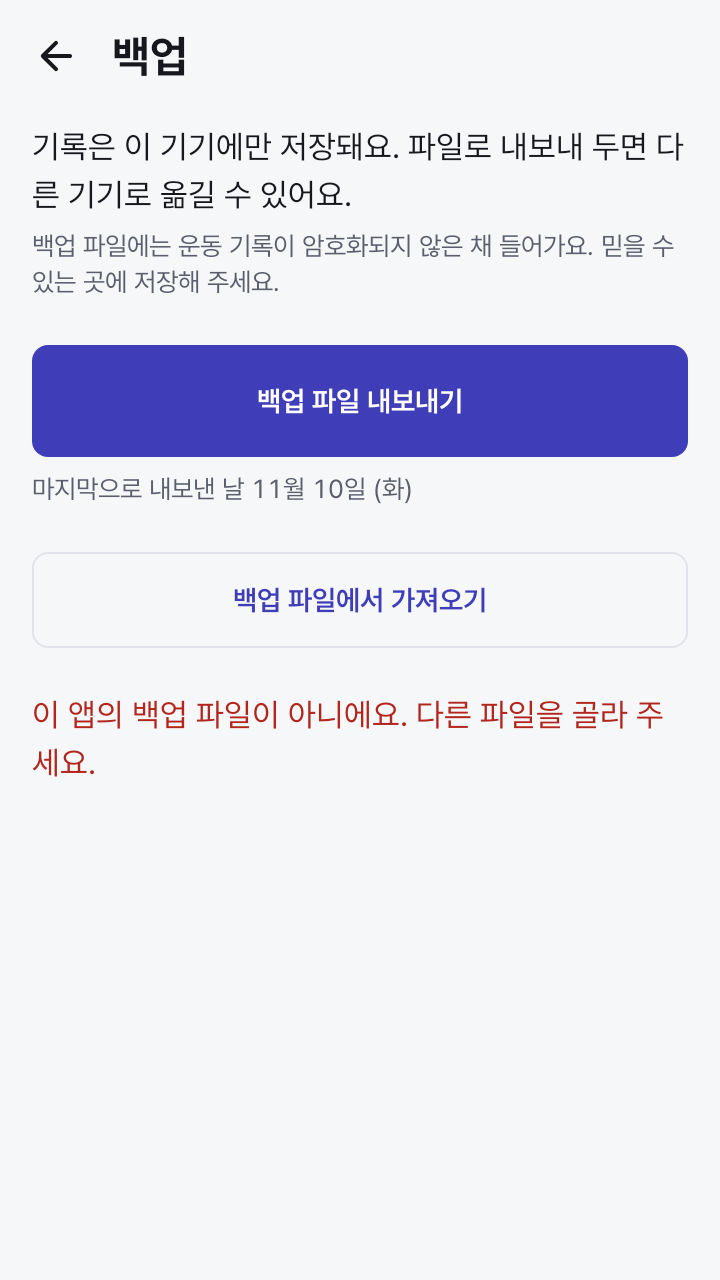 백업
기록은 이 기기에만 저장돼요. 파일로 내보내 두면 다
른 기기로 옮길 수 있어요.
백업 파일에는 운동 기록이 암호화되지 않은 채 들어가요. 믿을 수
있는 곳에 저장해 주세요.
백업 파일 내보내기
마지막으로 내보낸 날 11월 10일 (화)
백업 파일에서 가져오기
이 앱의 백업 파일이 아니에요. 다른 파일을 골라 주
세요.